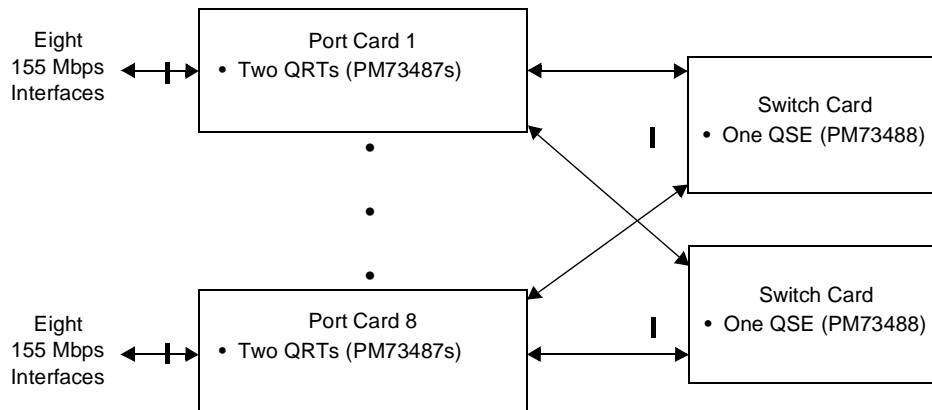 Eight
155 Mbps
Interfaces
Port Card 1
• Two QRTs (PM73487s)
Switch Card
• One QSE (PM73488)
Eight
155 Mbps
Interfaces
Port Card 8
• Two QRTs (PM73487s)
Switch Card
• One QSE (PM73488)